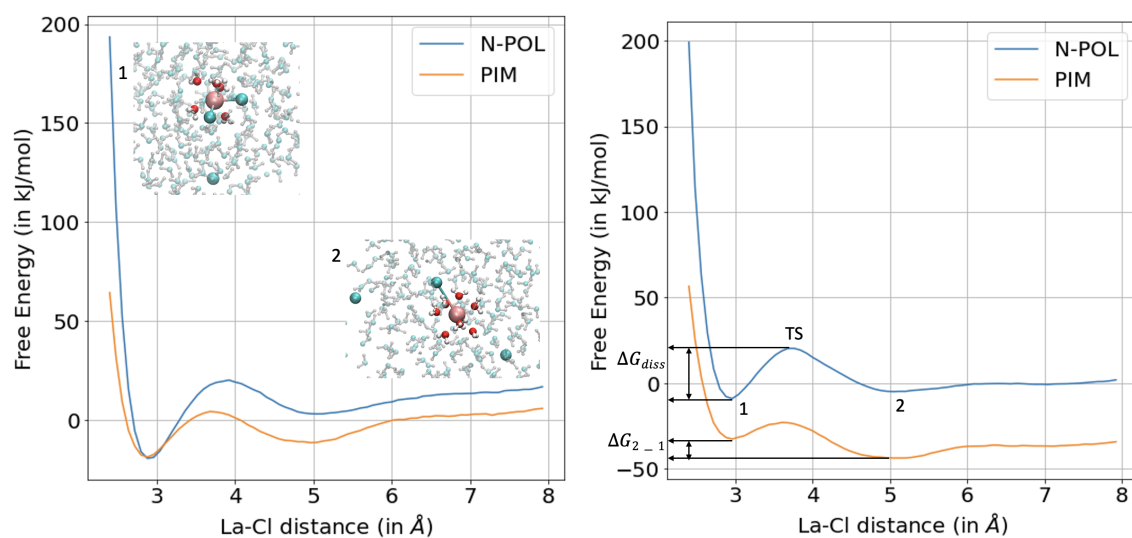 200
150
100
50
0
Free Energy (in kJ/mol)
1
2
N-POL
PIM
3 4 5 6 7 8
La-Cl distance (in Å)
200
150
100
50
0
−50
Free Energy (in kJ/mol)
N-POL
PIM
TS
ΔG_diss
1
2
ΔG_2 _ 1
3 4 5 6 7 8
La-Cl distance (in Å)